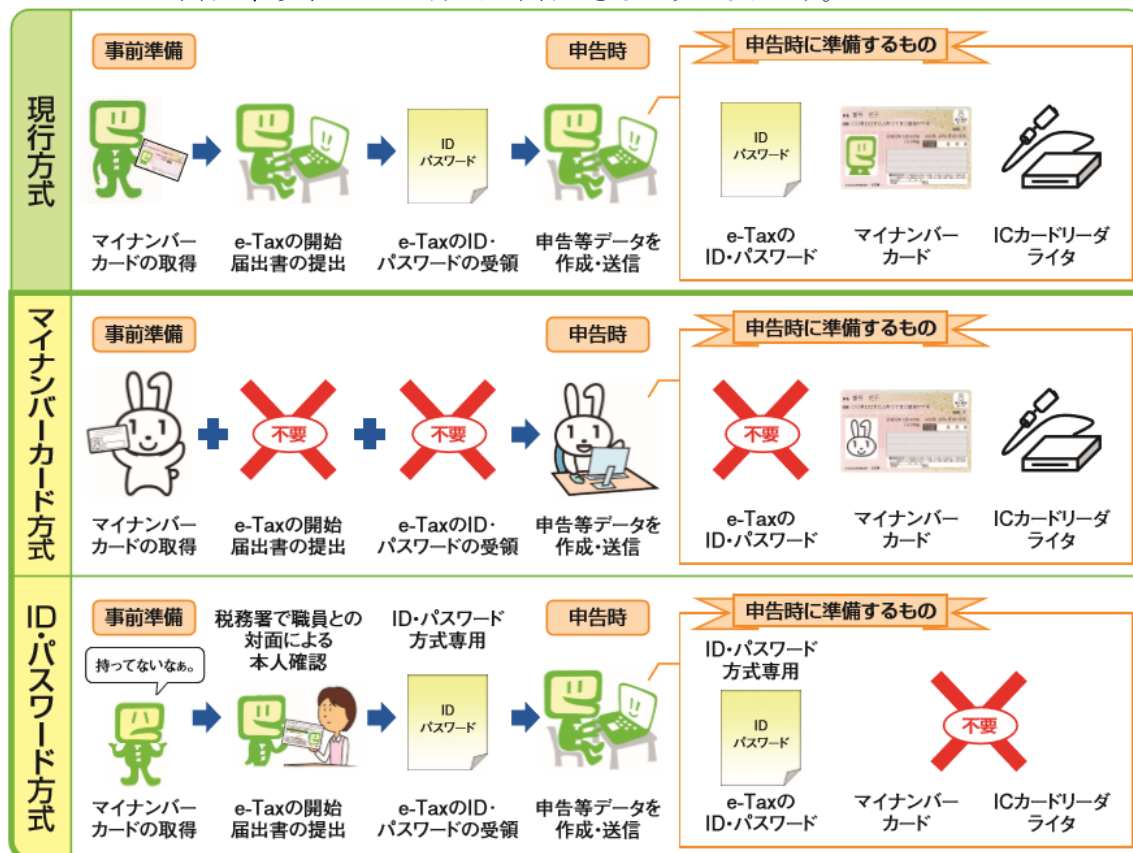 現行方式
事前準備
申告時
申告時に準備するもの
ID
パスワード
ID
パスワード
マイナンバー
カードの取得
e-Taxの開始
届出書の提出
e-TaxのID・
パスワードの受領
申告等データを
作成・送信
e-Taxの
ID・パスワード
マイナンバー
カード
ICカードリーダ
ライタ
マイナンバーカード方式
事前準備
申告時
申告時に準備するもの
不要
不要
不要
マイナンバー
カードの取得
e-Taxの開始
届出書の提出
e-TaxのID・
パスワードの受領
申告等データを
作成・送信
e-Taxの
ID・パスワード
マイナンバー
カード
ICカードリーダ
ライタ
ID・パスワード方式
事前準備
税務署で職員との
対面による
本人確認
ID・パスワード
方式専用
申告時
申告時に準備するもの
ID・パスワード
方式専用
持ってないなぁ。
ID
パスワード
ID
パスワード
不要
マイナンバー
カードの取得
e-Taxの開始
届出書の提出
e-TaxのID・
パスワードの受領
申告等データを
作成・送信
e-Taxの
ID・パスワード
マイナンバー
カード
ICカードリーダ
ライタ